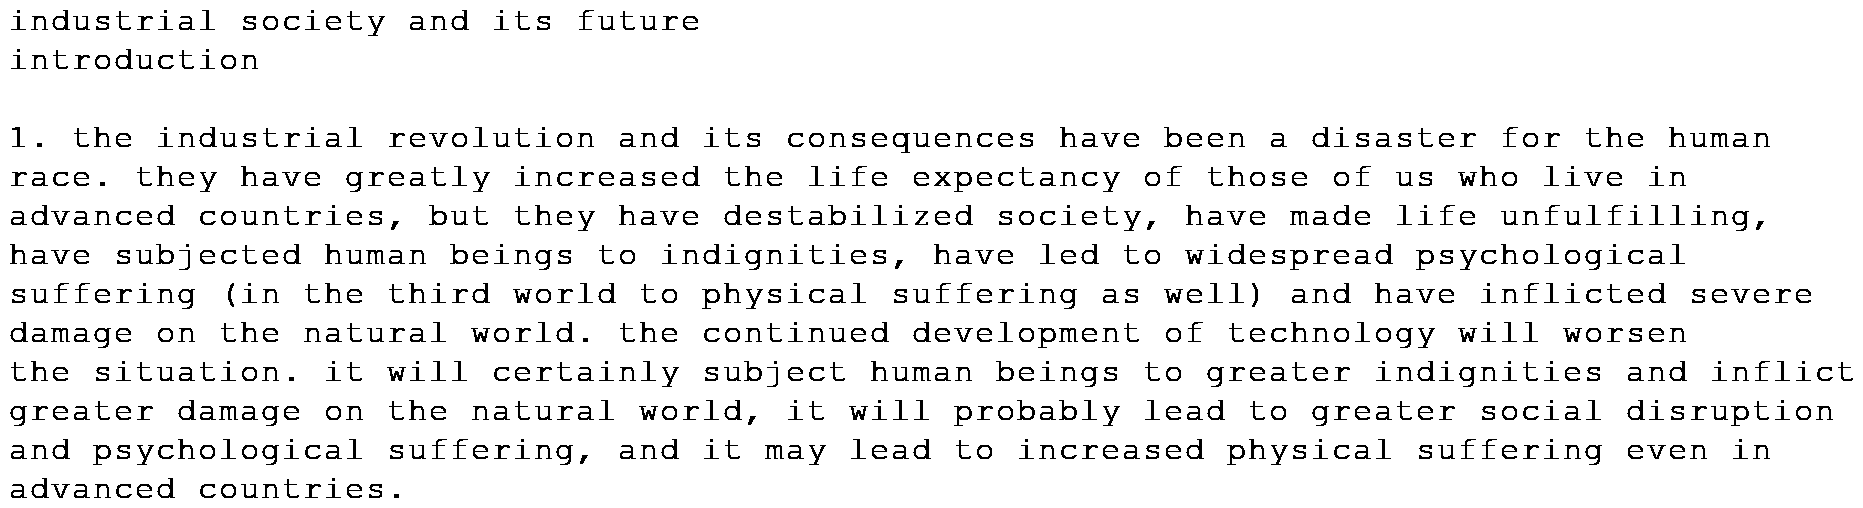 industrial society and its future
introduction

1. the industrial revolution and its consequences have been a disaster for the human
race. they have greatly increased the life expectancy of those of us who live in
advanced countries, but they have destabilized society, have made life unfulfilling,
have subjected human beings to indignities, have led to widespread psychological
suffering (in the third world to physical suffering as well) and have inflicted severe
damage on the natural world. the continued development of technology will worsen
the situation. it will certainly subject human beings to greater indignities and inflict
greater damage on the natural world, it will probably lead to greater social disruption
and psychological suffering, and it may lead to increased physical suffering even in
advanced countries.